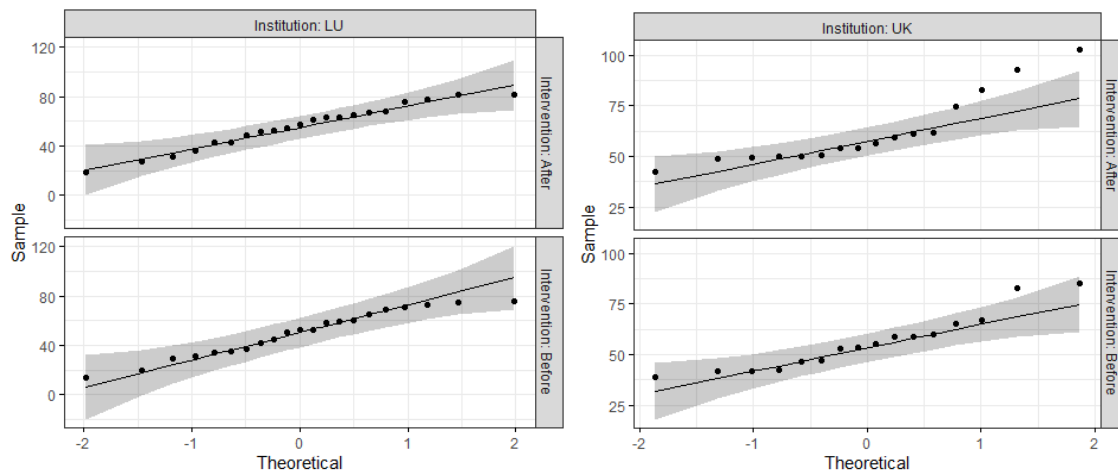 Institution: LU
120
80
40
0
Intervention: After
120
80
40
0
Intervention: Before
Sample
-2
-1
0
1
2
Theoretical
Institution: UK
100
75
50
25
Intervention: After
100
75
50
25
Intervention: Before
Sample
-2
-1
0
1
2
Theoretical